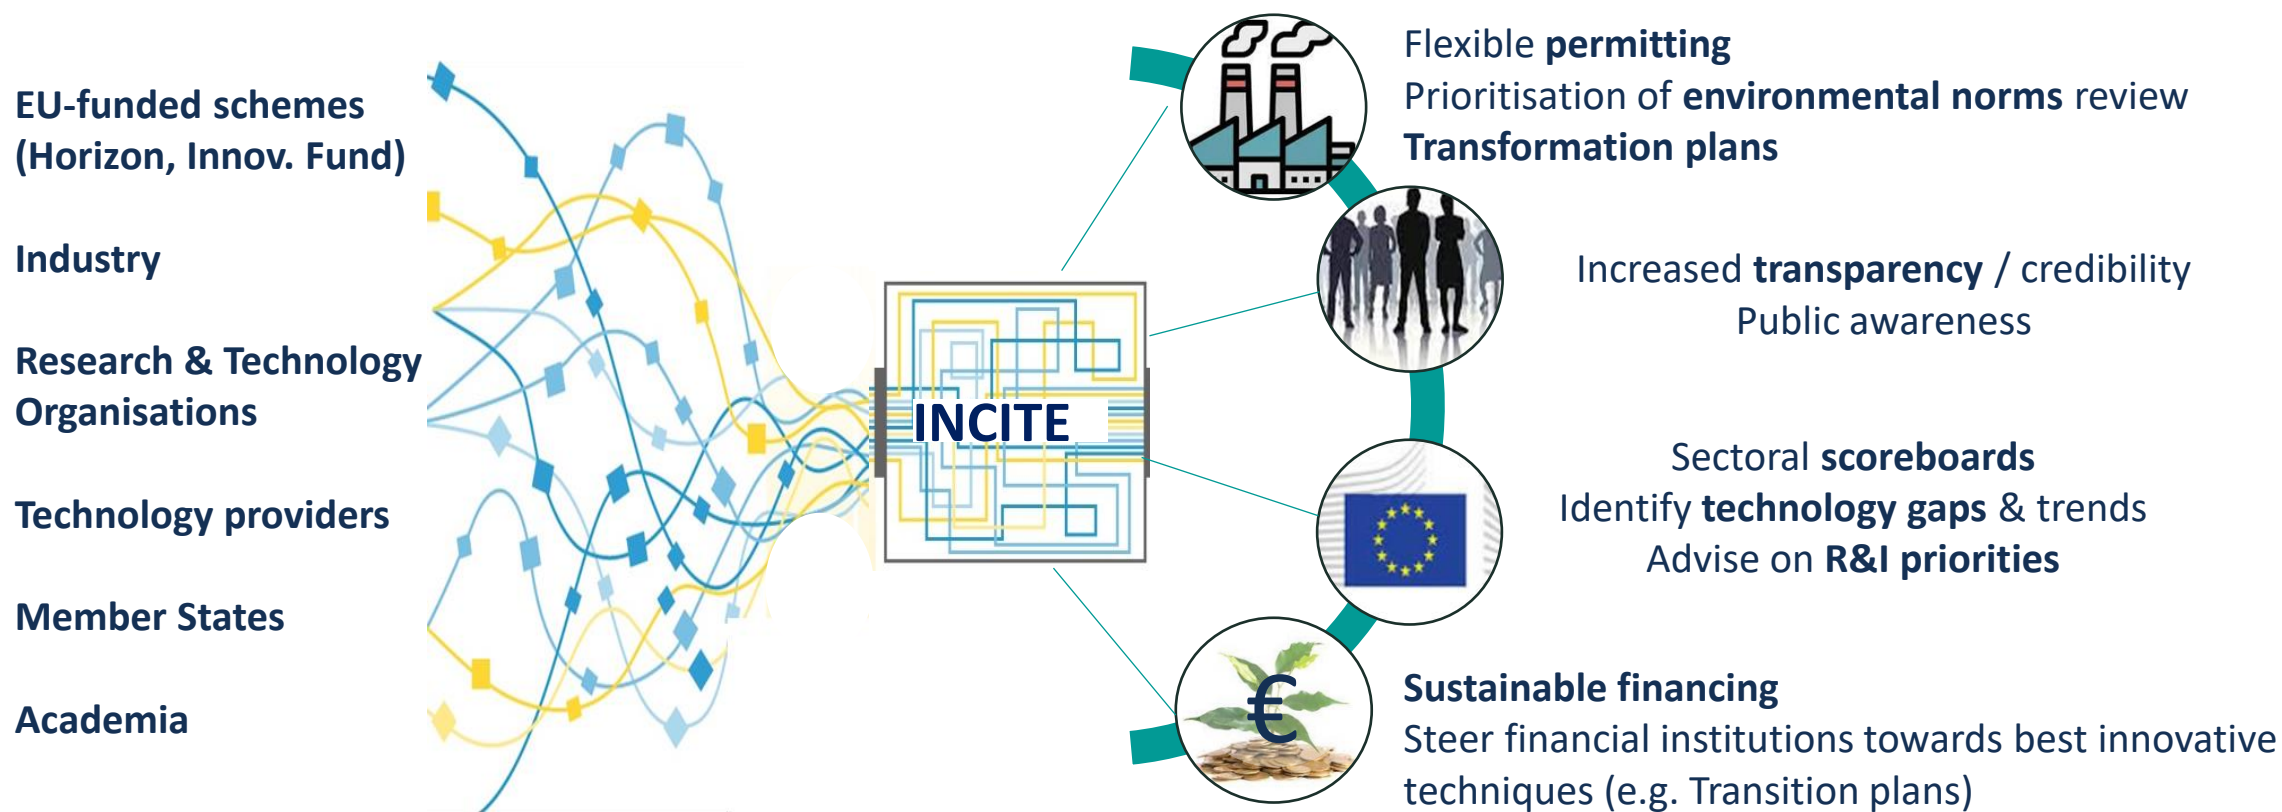 EU-funded schemes
(Horizon, Innov. Fund)
Industry
Research & Technology
Organisations
Technology providers
Member States
Academia
INCITE
Flexible permitting
Prioritisation of environmental norms review
Transformation plans
Increased transparency / credibility
Public awareness
Sectoral scoreboards
Identify technology gaps & trends
Advise on R&I priorities
€
Sustainable financing
Steer financial institutions towards best innovative
techniques (e.g. Transition plans)